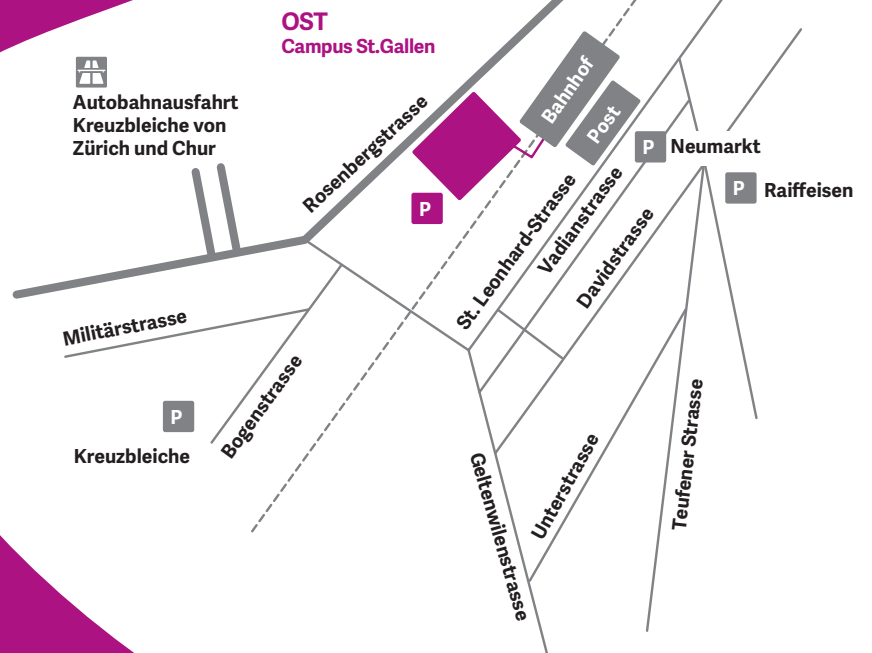 OST
Campus St.Gallen
Autobahnausfahrt
Kreuzbleiche von
Zürich und Chur
Rosenbergstrasse
Bahnhof
Post
P
Neumarkt
P
Raiffeisen
P
St. Leonhard-Strasse
Vadianstrasse
Davidstrasse
Militärstrasse
Bogenstrasse
P
Kreuzbleiche
Geltenwilenstrasse
Unterstrasse
Teufener Strasse